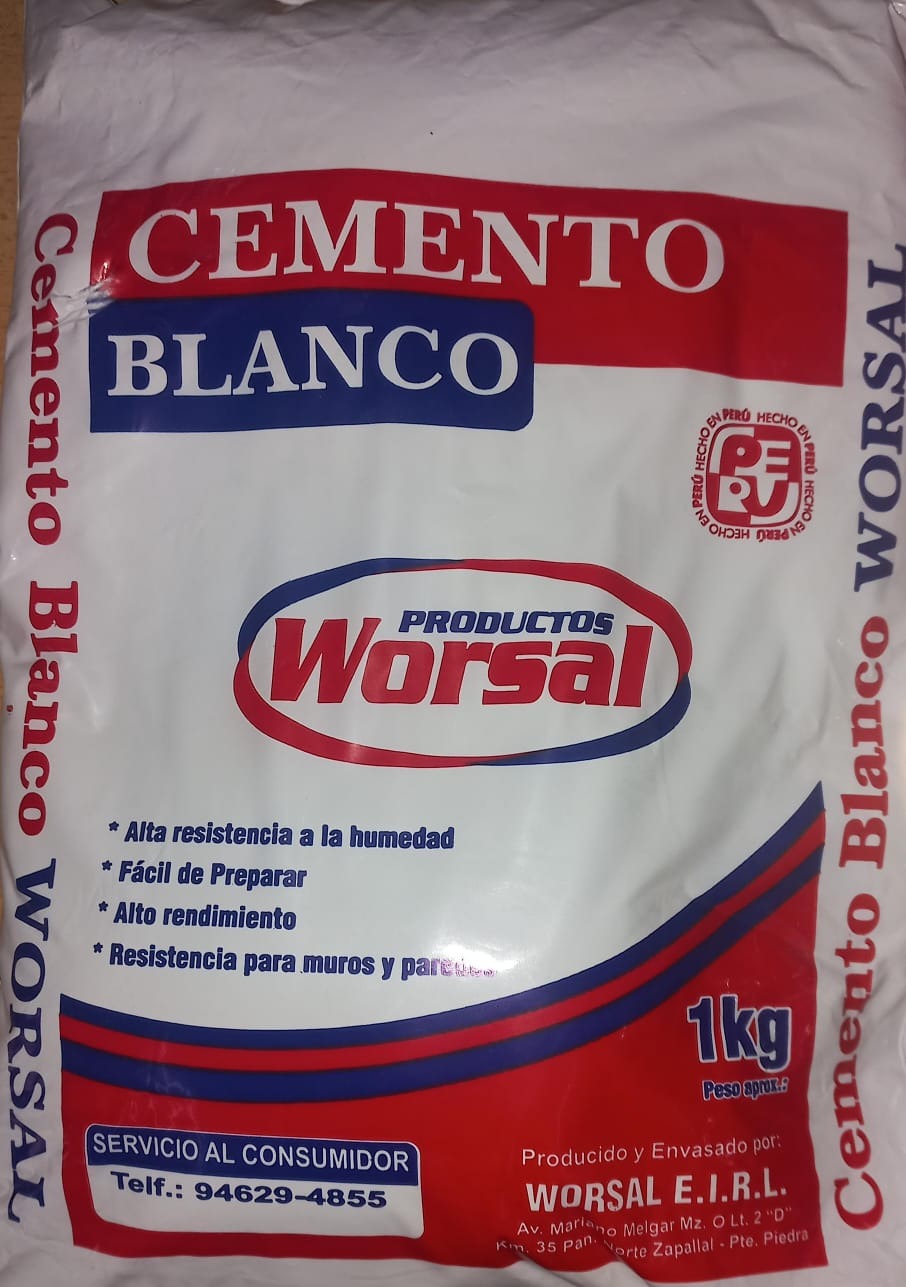 CEMENTO
BLANCO
HECHO EN PERÚ HECHO EN PERÚ HECHO EN PERÚ HECHO EN PERÚ
PERU
PRODUCTOS
Worsal
* Alta resistencia a la humedad
* Fácil de Preparar
* Alto rendimiento
* Resistencia para muros y paredes
1kg
Peso aprox.:
SERVICIO AL CONSUMIDOR
Telf.: 94629-4855
Producido y Envasado por:
WORSAL E.I.R.L.
Av. Mariano Melgar Mz. O Lt. 2 "D"
Km. 35 Pan. Norte Zapallal - Pte. Piedra
Cemento Blanco WORSAL
Cemento Blanco WORSAL